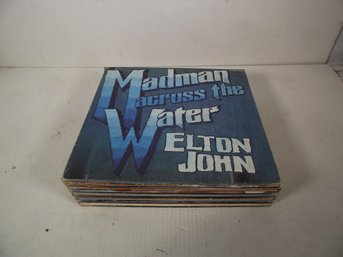 Madman
across the
Water
ELTON
JOHN